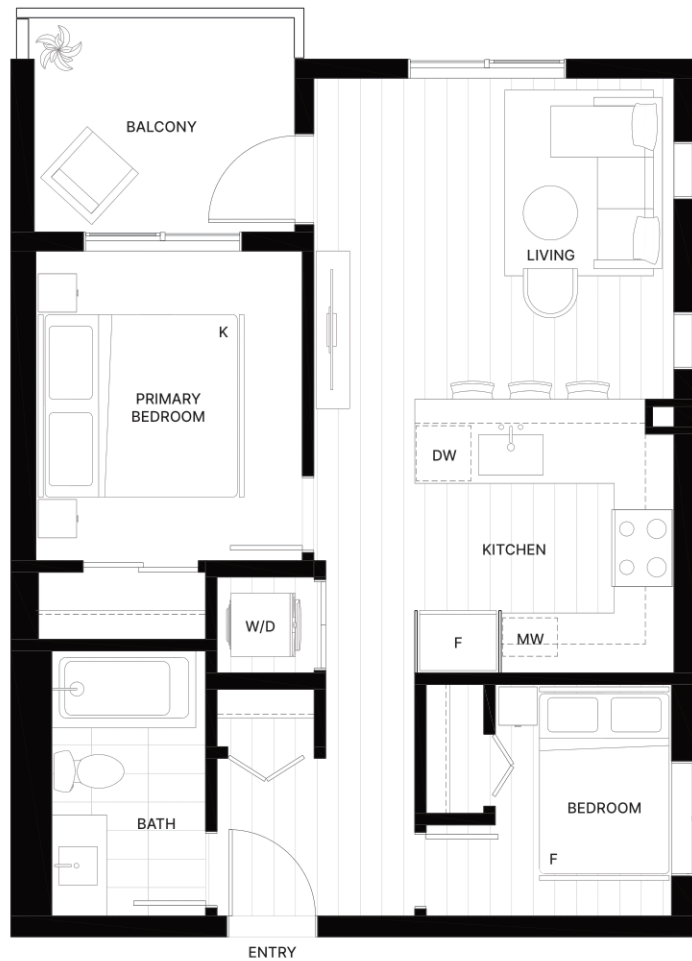 BALCONY
LIVING
K
PRIMARY
BEDROOM
DW
KITCHEN
W/D
F
MW
BEDROOM
BATH
F
ENTRY